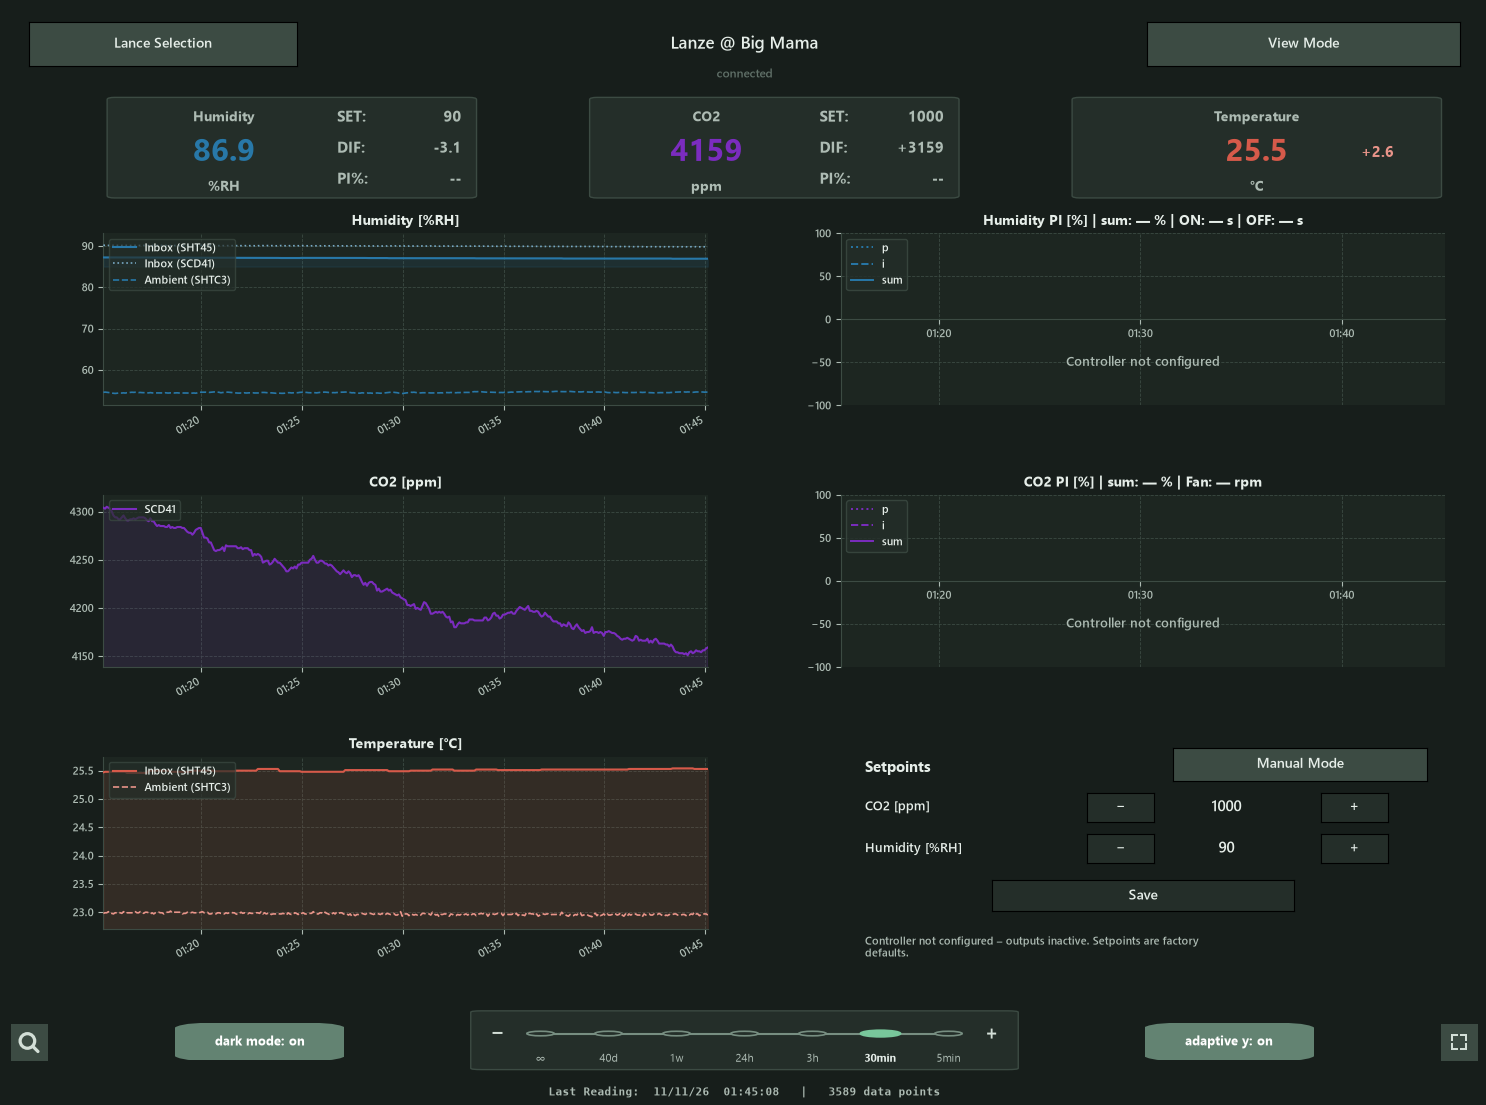 Lance Selection
Lanze @ Big Mama
View Mode
connected
Humidity
86.9
%RH
SET: 90
DIF: -3.1
PI%: --
CO2
4159
ppm
SET: 1000
DIF: +3159
PI%: --
Temperature
25.5
°C
+2.6
Humidity [%RH]
90
80
70
60
Inbox (SHT45)
Inbox (SCD41)
Ambient (SHTC3)
01:20 01:25 01:30 01:35 01:40 01:45
Humidity PI [%] | sum: — % | ON: — s | OFF: — s
100
50
0
−50
−100
p
i
sum
01:20 01:30 01:40
Controller not configured
CO2 [ppm]
4300
4250
4200
4150
SCD41
01:20 01:25 01:30 01:35 01:40 01:45
CO2 PI [%] | sum: — % | Fan: — rpm
100
50
0
−50
−100
p
i
sum
01:20 01:30 01:40
Controller not configured
Temperature [°C]
25.5
25.0
24.5
24.0
23.5
23.0
Inbox (SHT45)
Ambient (SHTC3)
01:20 01:25 01:30 01:35 01:40 01:45
Setpoints
Manual Mode
CO2 [ppm] − 1000 +
Humidity [%RH] − 90 +
Save
Controller not configured – outputs inactive. Setpoints are factory
defaults.
dark mode: on
− +
∞ 40d 1w 24h 3h 30min 5min
adaptive y: on
Last Reading: 11/11/26 01:45:08 | 3589 data points